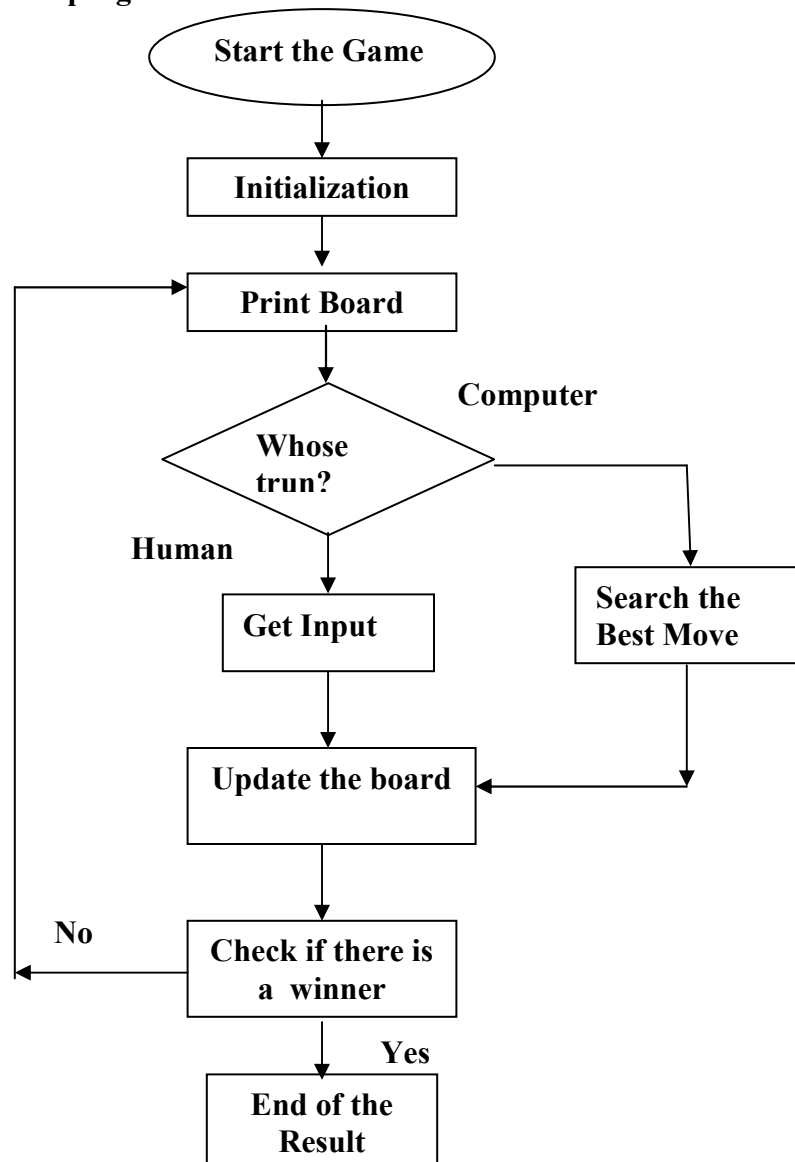 Start the Game
Initialization
Print Board
Computer
Whose
trun?
Human
Search the
Best Move
Get Input
Update the board
No
Check if there is
a winner
Yes
End of the
Result